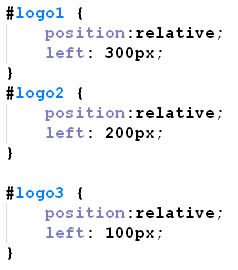 #logo1 {
    position:relative;
    left: 300px;
}
#logo2 {
    position:relative;
    left: 200px;
}

#logo3 {
    position:relative;
    left: 100px;
}